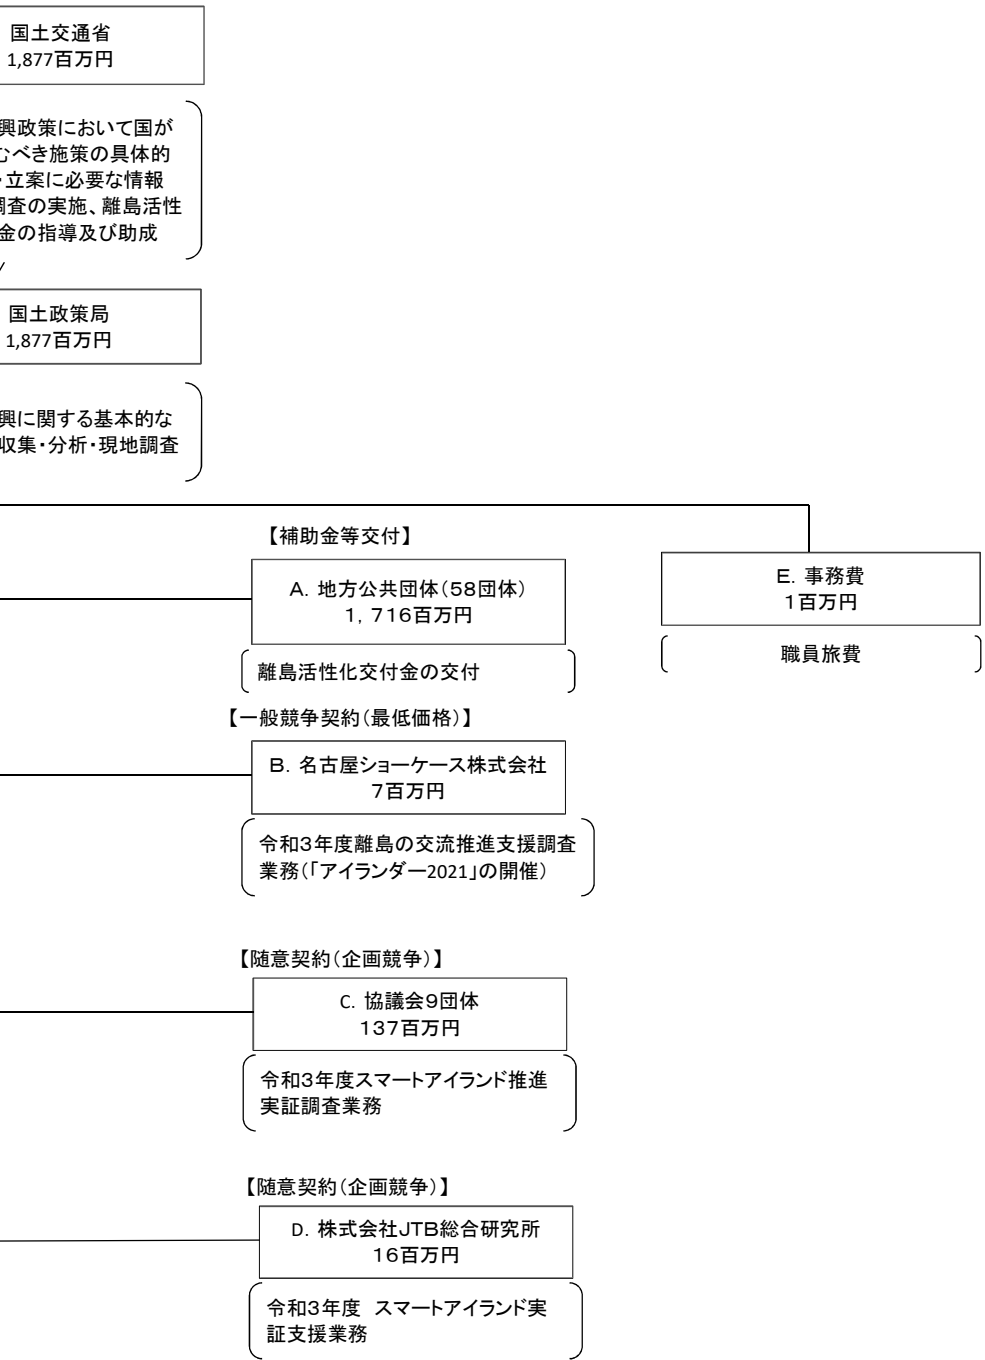 国土交通省
1,877百万円
興政策において国が
むべき施策の具体的
・立案に必要な情報
調査の実施、離島活性
金の指導及び助成
国土政策局
1,877百万円
興に関する基本的な
収集・分析・現地調査
【補助金等交付】
A. 地方公共団体(58団体)
1,716百万円
離島活性化交付金の交付
E. 事務費
1百万円
職員旅費
【一般競争契約(最低価格)】
B. 名古屋ショーケース株式会社
7百万円
令和3年度離島の交流推進支援調査
業務(「アイランダー2021」の開催)
【随意契約(企画競争)】
C. 協議会9団体
137百万円
令和3年度スマートアイランド推進
実証調査業務
【随意契約(企画競争)】
D. 株式会社JTB総合研究所
16百万円
令和3年度 スマートアイランド実
証支援業務